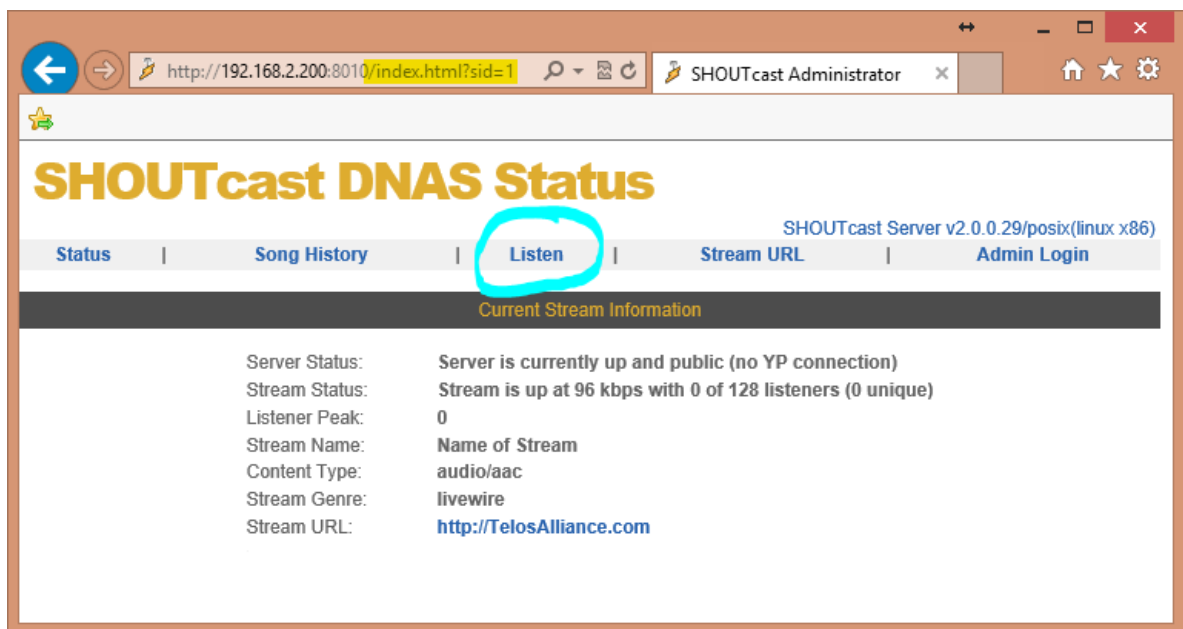 http://192.168.2.200:8010/index.html?sid=1
SHOUTcast Administrator
SHOUTcast DNAS Status
SHOUTcast Server v2.0.0.29/posix(linux x86)
Status | Song History | Listen | Stream URL | Admin Login
Current Stream Information
Server Status: Server is currently up and public (no YP connection)
Stream Status: Stream is up at 96 kbps with 0 of 128 listeners (0 unique)
Listener Peak: 0
Stream Name: Name of Stream
Content Type: audio/aac
Stream Genre: livewire
Stream URL: http://TelosAlliance.com